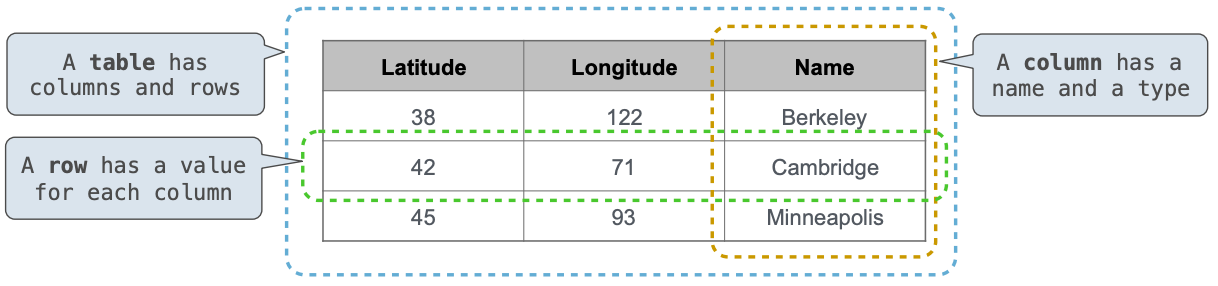 A table has
columns and rows
A row has a value
for each column
Latitude Longitude Name
38 122 Berkeley
42 71 Cambridge
45 93 Minneapolis
A column has a
name and a type